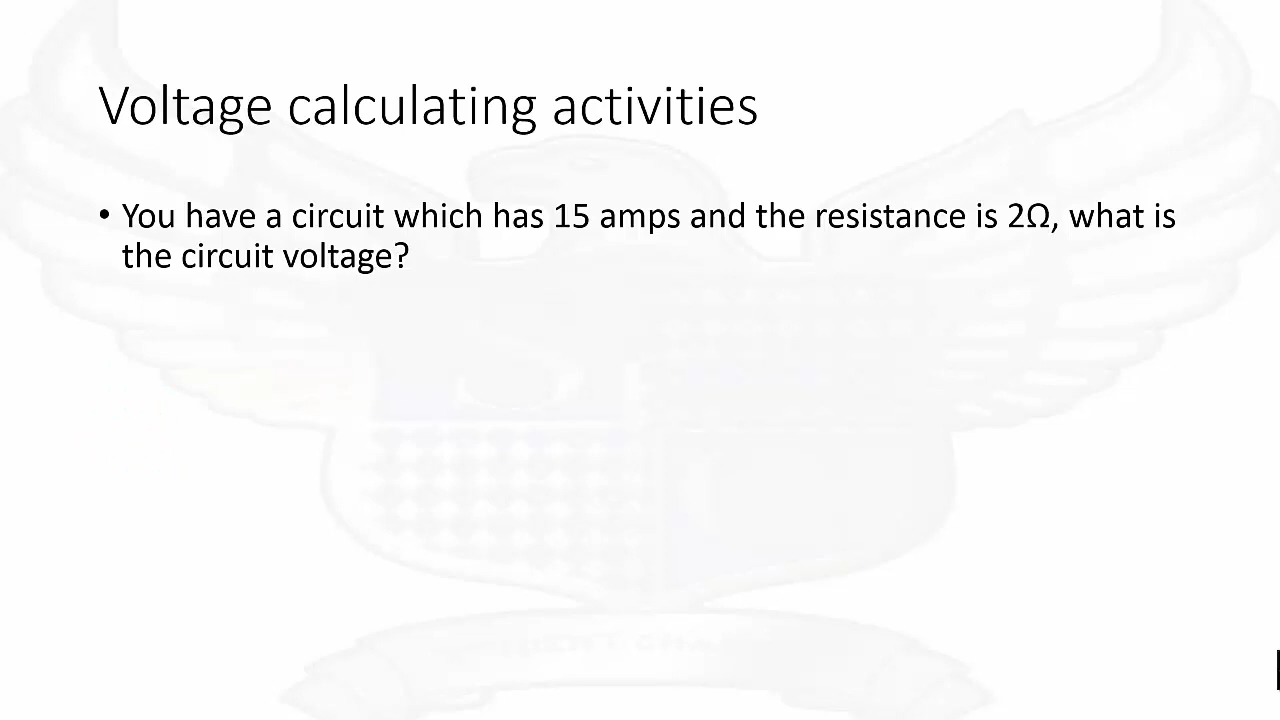 Voltage calculating activities
• You have a circuit which has 15 amps and the resistance is 2Ω, what is
the circuit voltage?